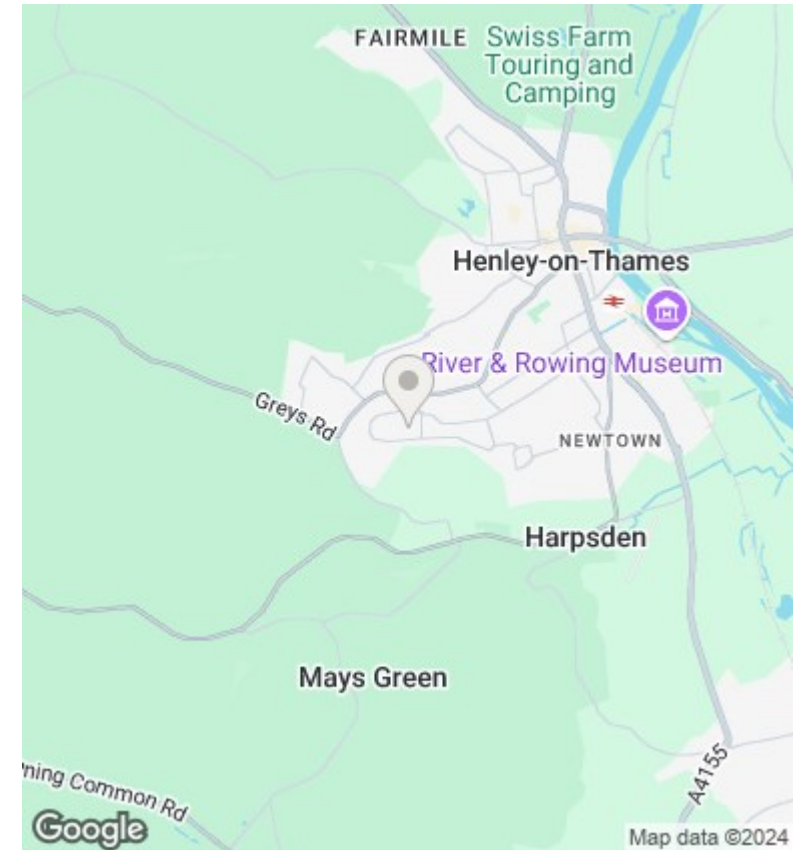 FAIRMILE
Swiss Farm
Touring and
Camping
Henley-on-Thames
River & Rowing Museum
Greys Rd
NEWTOWN
Harpsden
Mays Green
ning Common Rd
A4155
Google
Map data ©2024